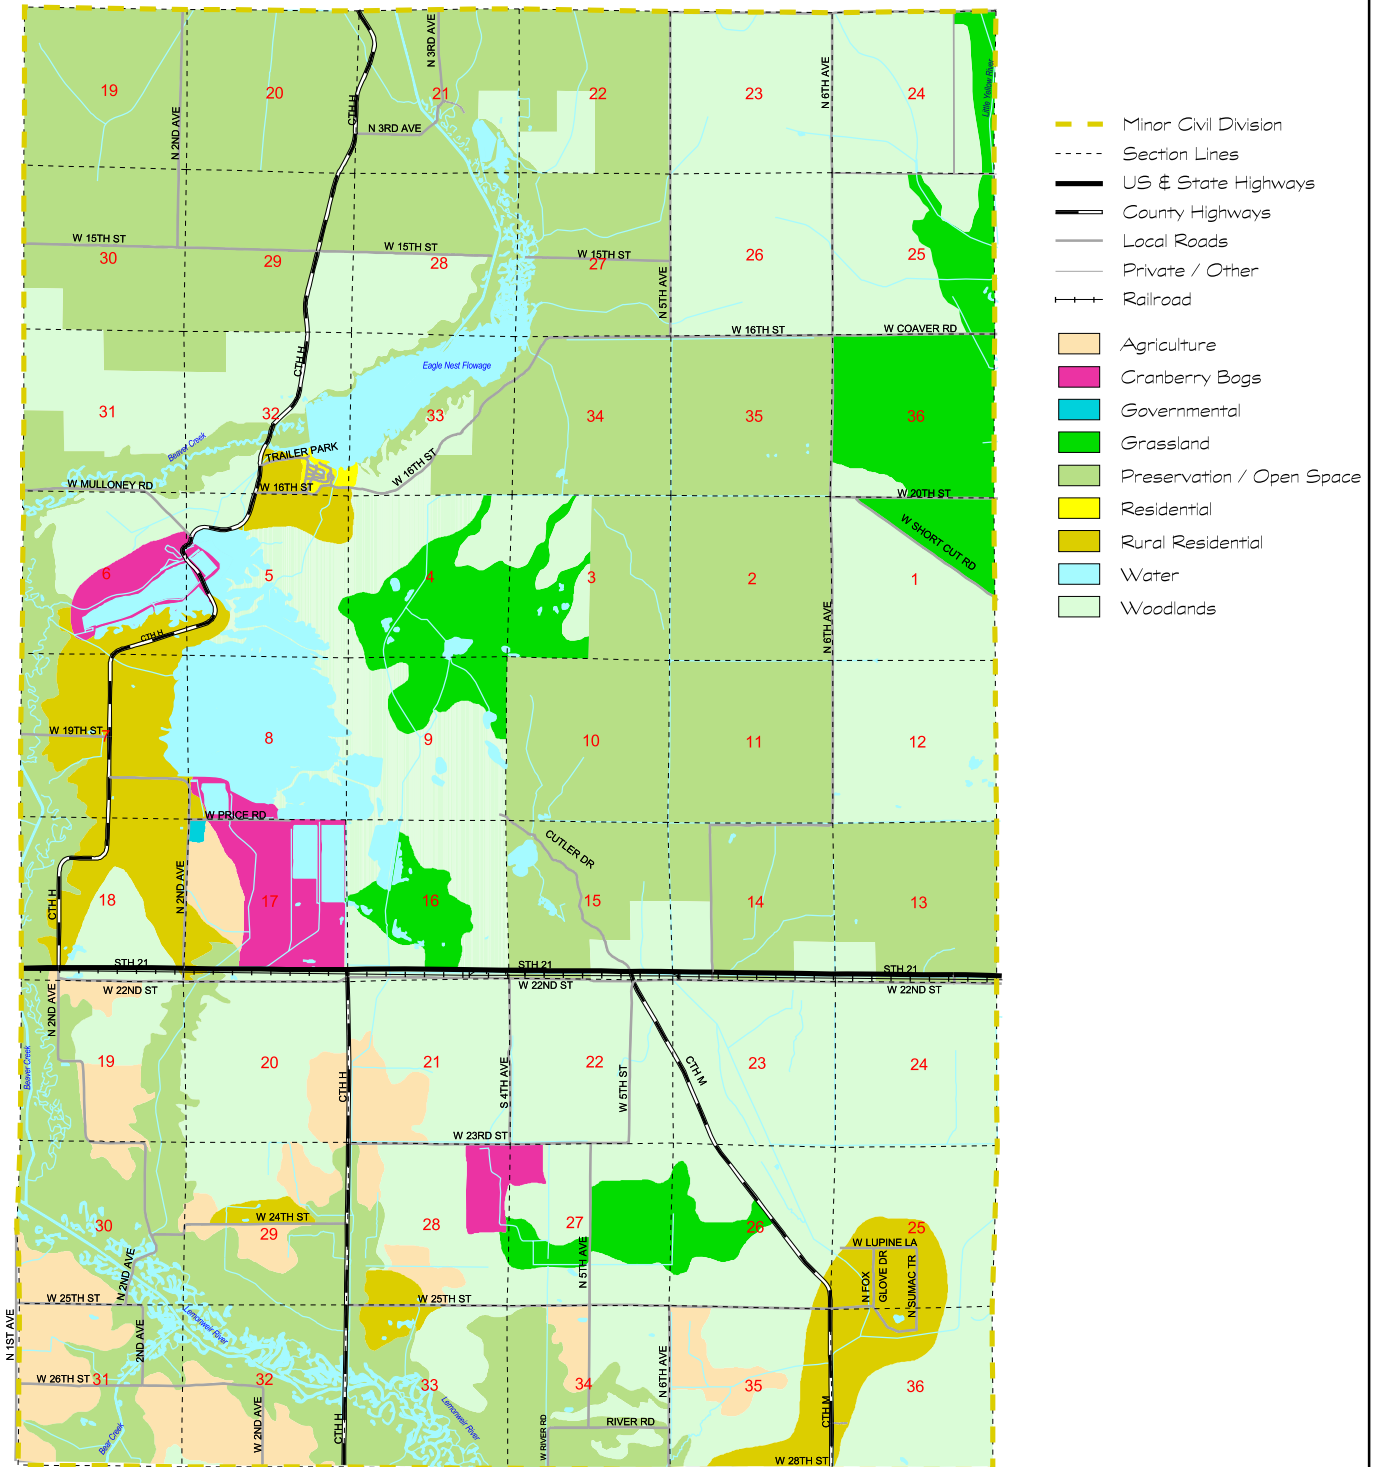 N 3RD AVE
19
20
21
22
23
24
N 6TH AVE
Little Yellow River
N 2ND AVE
CTH H
N 3RD AVE
W 15TH ST
W 15TH ST
W 15TH ST
30
29
28
27
26
25
N 5TH AVE
W 16TH ST
W COAVER RD
CTH H
Eagle Nest Flowage
31
32
33
34
35
36
Beaver Creek
TRAILER PARK
W 16TH ST
W MULLONEY RD
W 16TH ST
W 20TH ST
W SHORT CUT RD
6
5
4
3
2
1
N 6TH AVE
CTH H
W 19TH ST
7
8
9
10
11
12
W PRICE RD
CUTLER DR
CTH H
18
N 2ND AVE
17
16
15
14
13
STH 21
STH 21
STH 21
W 22ND ST
W 22ND ST
W 22ND ST
N 2ND AVE
19
20
21
22
23
24
Beaver Creek
CTH H
S 4TH AVE
W 5TH ST
CTH M
W 23RD ST
30
W 24TH ST
29
28
27
26
25
W LUPINE LA
N 2ND AVE
N 5TH AVE
N FOX
GLOVE DR
N SUMAC TR
W 25TH ST
W 25TH ST
N 1ST AVE
2ND AVE
Lemonweir River
W 26TH ST
31
32
33
34
35
36
N 6TH AVE
W 2ND AVE
CTH H
Lemonweir River
Bear Creek
W RIVER RD
RIVER RD
CTH M
W 28TH ST
Minor Civil Division
Section Lines
US & State Highways
County Highways
Local Roads
Private / Other
Railroad
Agriculture
Cranberry Bogs
Governmental
Grassland
Preservation / Open Space
Residential
Rural Residential
Water
Woodlands